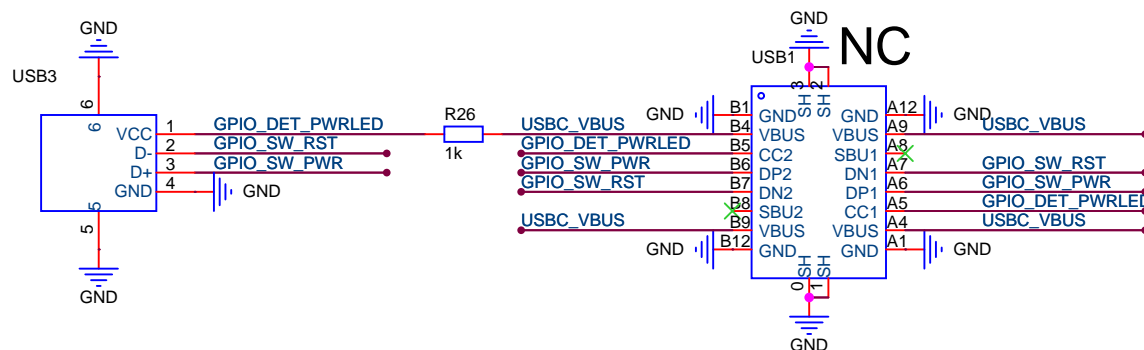 GND
GND
NC
USB3
USB1
6
6
3
2
SH
SH
VCC
1
GPIO_DET_PWRLED
R26
1k
USBC_VBUS
D-
2
GPIO_SW_RST
D+
3
GPIO_SW_PWR
GND
4
GND
5
5
GND
GND
B1
GND
GND
A12
GND
B4
VBUS
VBUS
A9
USBC_VBUS
GPIO_DET_PWRLED
B5
CC2
SBU1
A8
GPIO_SW_PWR
B6
DP2
DN1
A7
GPIO_SW_RST
GPIO_SW_RST
B7
DN2
DP1
A6
GPIO_SW_PWR
B8
SBU2
CC1
A5
GPIO_DET_PWRLED
USBC_VBUS
B9
VBUS
VBUS
A4
USBC_VBUS
GND
B12
GND
GND
A1
GND
SH
SH
0
1
GND